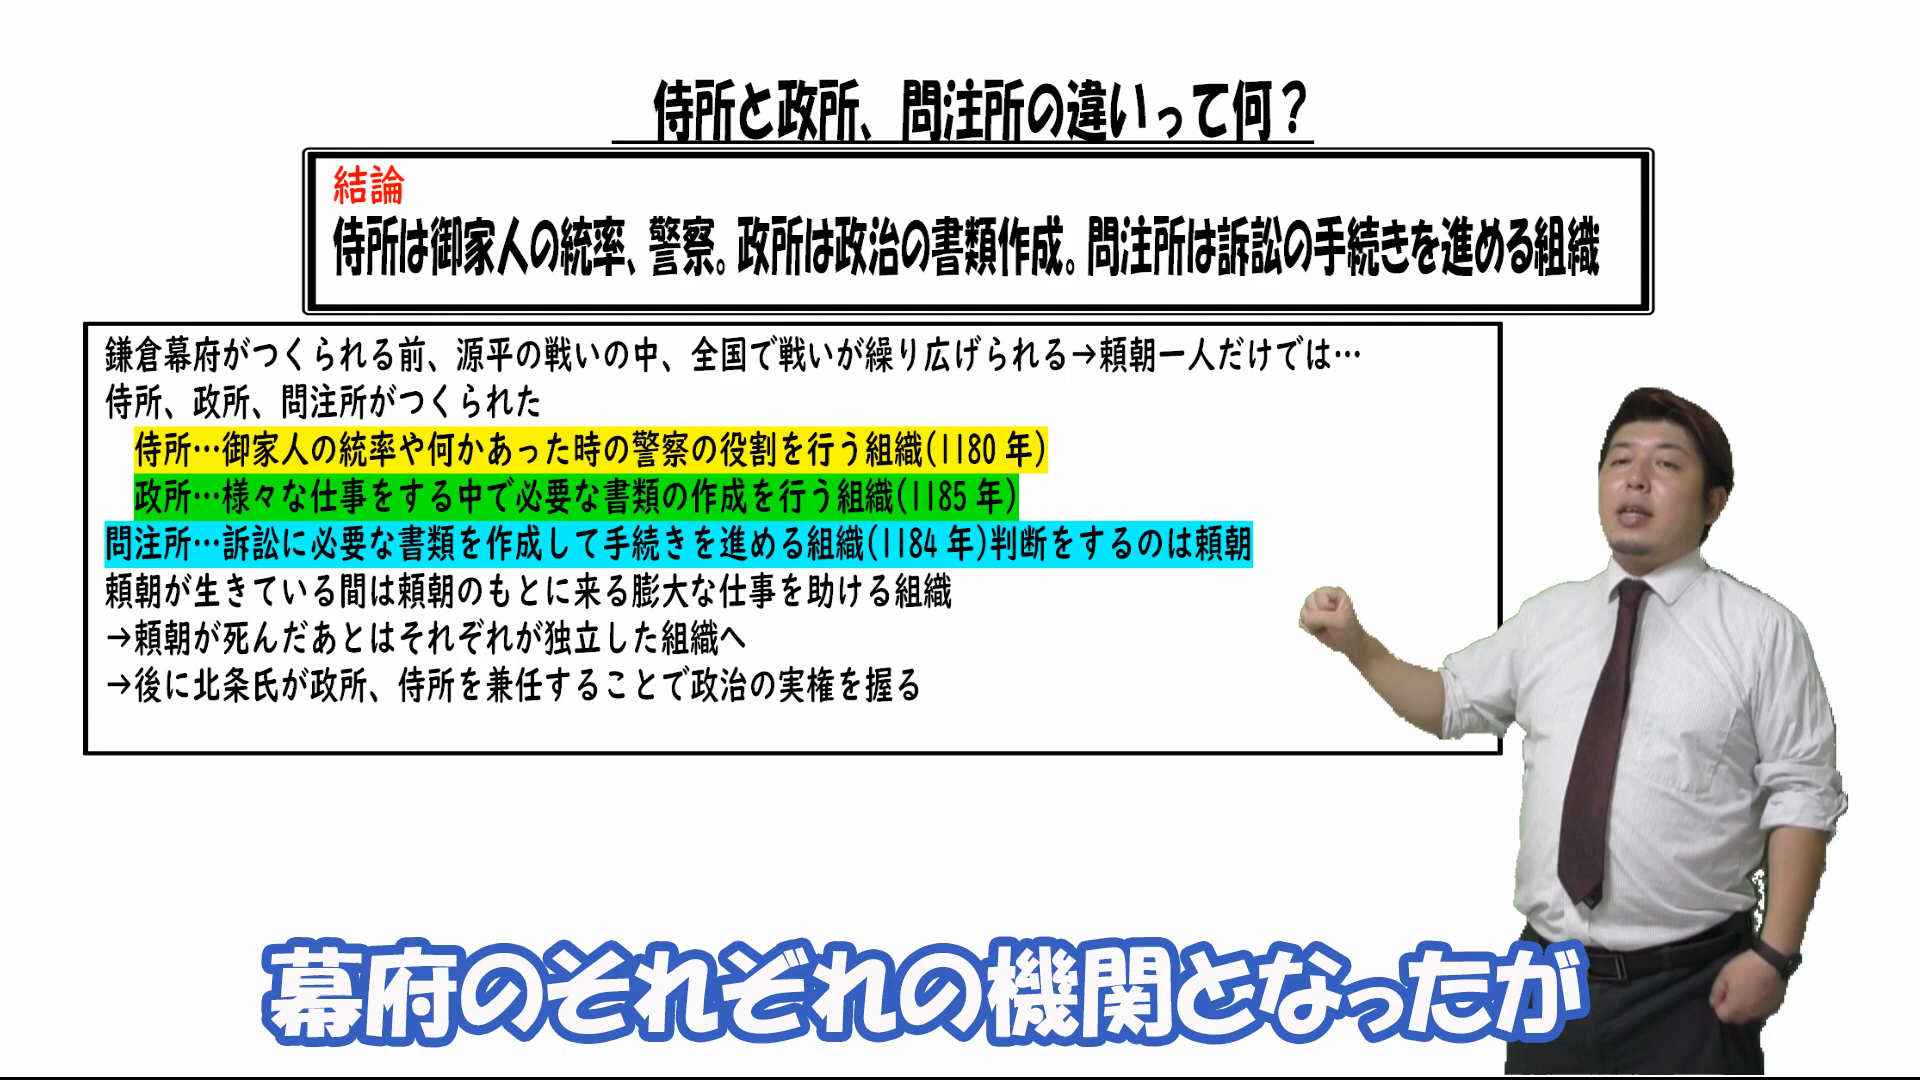 侍所と政所、問注所の違いって何？
結論
侍所は御家人の統率、警察。政所は政治の書類作成。問注所は訴訟の手続きを進める組織
鎌倉幕府がつくられる前、源平の戦いの中、全国で戦いが繰り広げられる→頼朝一人だけでは…
侍所、政所、問注所がつくられた
侍所…御家人の統率や何かあった時の警察の役割を行う組織(1180年)
政所…様々な仕事をする中で必要な書類の作成を行う組織(1185年)
問注所…訴訟に必要な書類を作成して手続きを進める組織(1184年)判断をするのは頼朝
頼朝が生きている間は頼朝のもとに来る膨大な仕事を助ける組織
→頼朝が死んだあとはそれぞれが独立した組織へ
→後に北条氏が政所、侍所を兼任することで政治の実権を握る
幕府のそれぞれの機関となったが